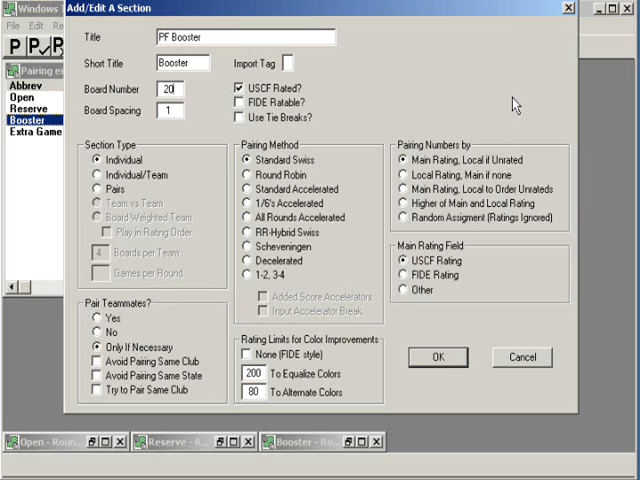 Windows T
Add/Edit A Section
File Edit Re
Title PF Booster
Short Title Booster Import Tag
Board Number 20 USCF Rated?
Board Spacing 1 FIDE Ratable?
Use Tie Breaks?
Pairing ex
Abbrev
Open
Reserve
Booster
Extra Game
Section Type
Individual
Individual/Team
Pairs
Team vs Team
Board-Weighted Team
Play in Rating Order
4 Boards per Team
Games per Round
Pairing Method
Standard Swiss
Round Robin
Standard Accelerated
1/6's Accelerated
All Rounds Accelerated
RR-Hybrid Swiss
Scheveningen
Decelerated
1-2, 3-4
Added Score Accelerators
Input Accelerator Break
Pairing Numbers by
Main Rating, Local if Unrated
Local Rating, Main if none
Main Rating, Local to Order Unrateds
Higher of Main and Local Rating
Random Assigment (Ratings Ignored)
Main Rating Field
USCF Rating
FIDE Rating
Other
Pair Teammates?
Yes
No
Only If Necessary
Avoid Pairing Same Club
Avoid Pairing Same State
Try to Pair Same Club
Rating Limits for Color Improvements
None (FIDE style)
200 To Equalize Colors
80 To Alternate Colors
OK Cancel
Open - Roun... Reserve - R... Booster - Ro...